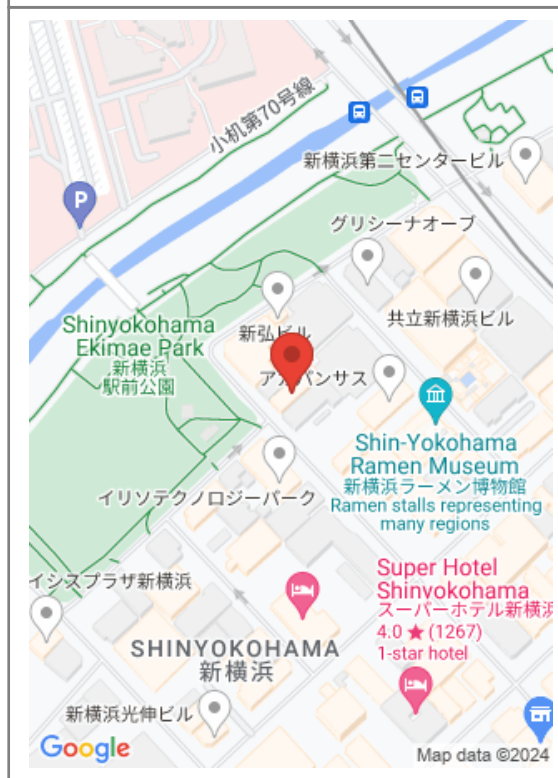 小机第70号線
新横浜第二センタービル
P
グリシーナオーブ
共立新横浜ビル
新弘ビル
Shinyokohama
Ekimae Park
新横浜
駅前公園
Shin-Yokohama
Ramen Museum
新横浜ラーメン博物館
Ramen stalls representing
many regions
イリソテクノロジーパーク
イシスプラザ新横浜
Super Hotel
Shinyokohama
スーパーホテル新横浜
4.0 ★ (1267)
1-star hotel
SHINYOKOHAMA
新横浜
新横浜光伸ビル
Google
Map data ©2024